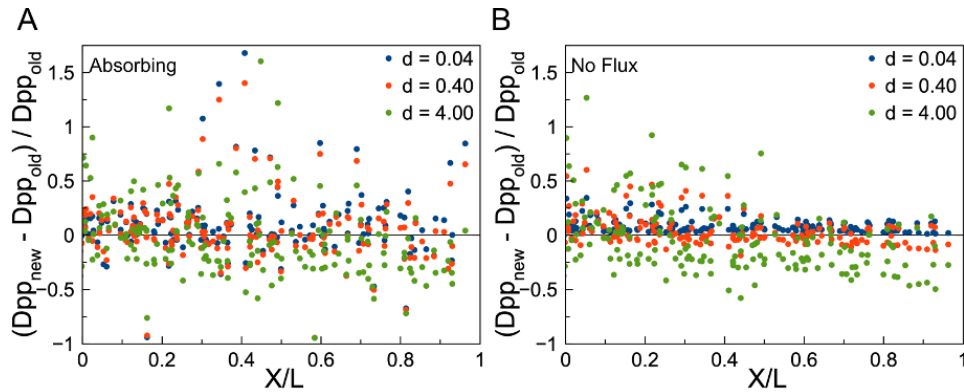 A
(Dpp_new - Dpp_old) / Dpp_old
1.5
1
0.5
0
−0.5
−1
Absorbing
d = 0.04
d = 0.40
d = 4.00
0 0.2 0.4 0.6 0.8 1
X/L
B
(Dpp_new - Dpp_old) / Dpp_old
1.5
1
0.5
0
−0.5
−1
No Flux
d = 0.04
d = 0.40
d = 4.00
0 0.2 0.4 0.6 0.8 1
X/L